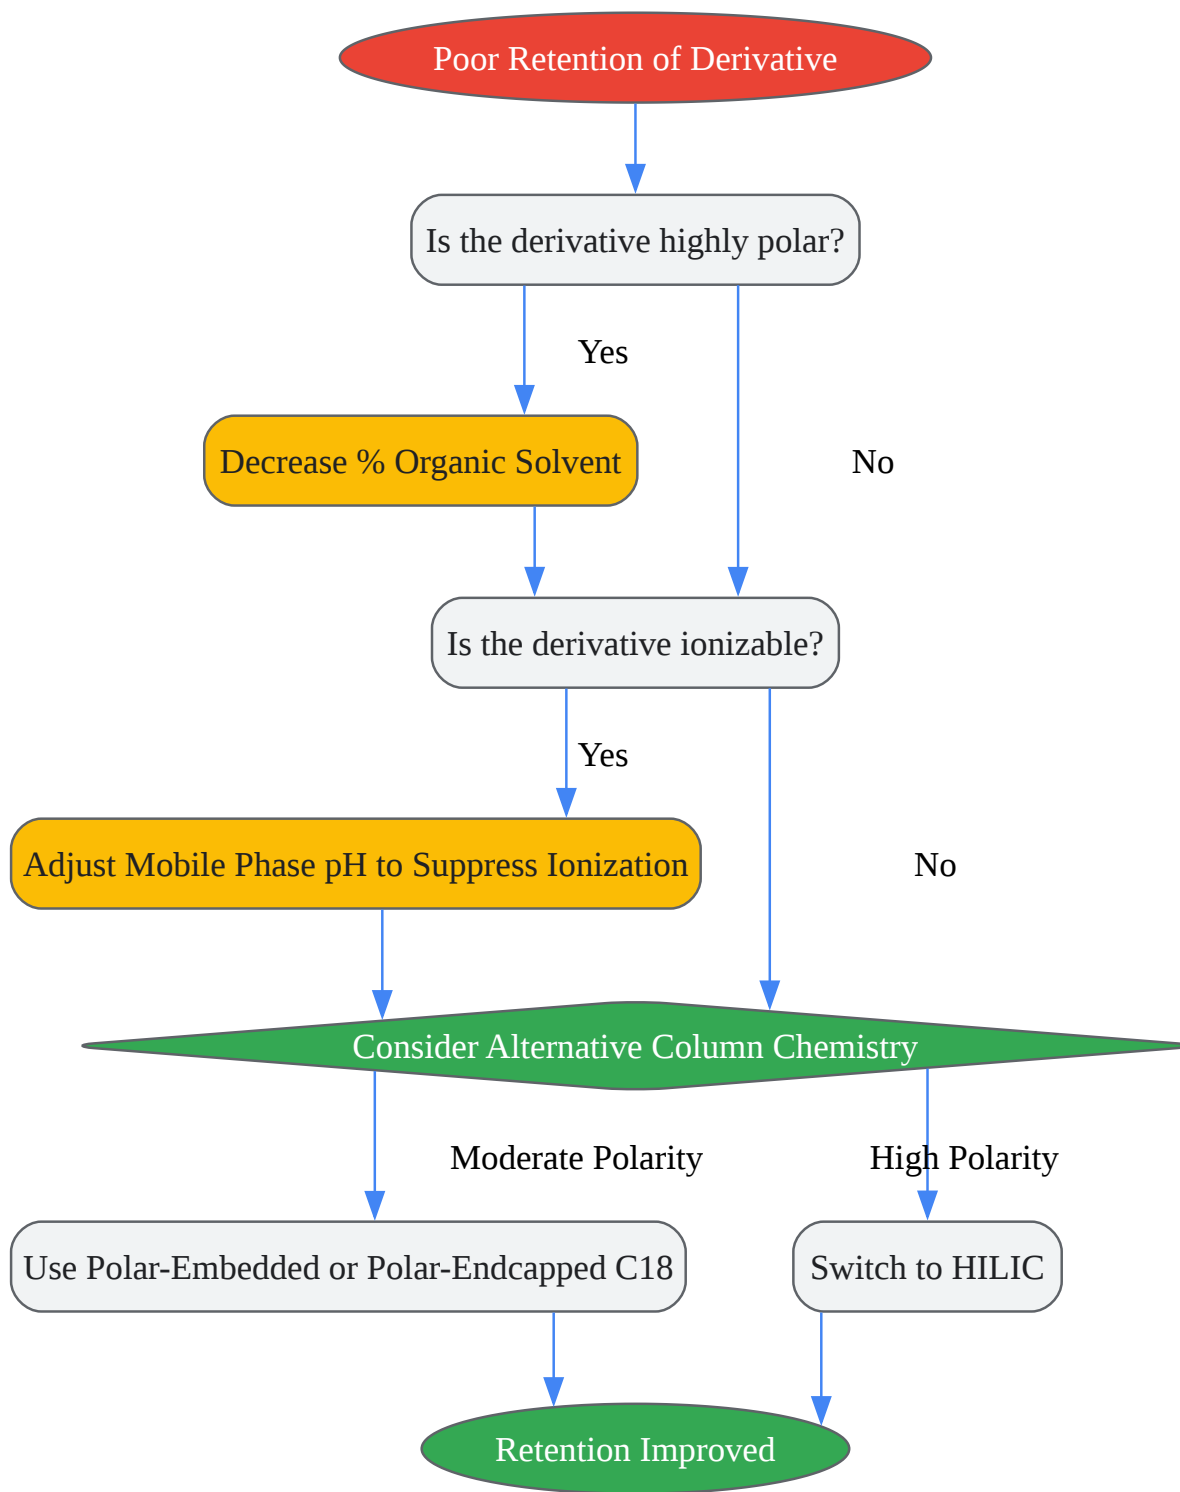 Poor Retention of Derivative
Is the derivative highly polar?
Yes
Decrease % Organic Solvent
No
Is the derivative ionizable?
Yes
Adjust Mobile Phase pH to Suppress Ionization
No
Consider Alternative Column Chemistry
Moderate Polarity
High Polarity
Use Polar-Embedded or Polar-Endcapped C18
Switch to HILIC
Retention Improved